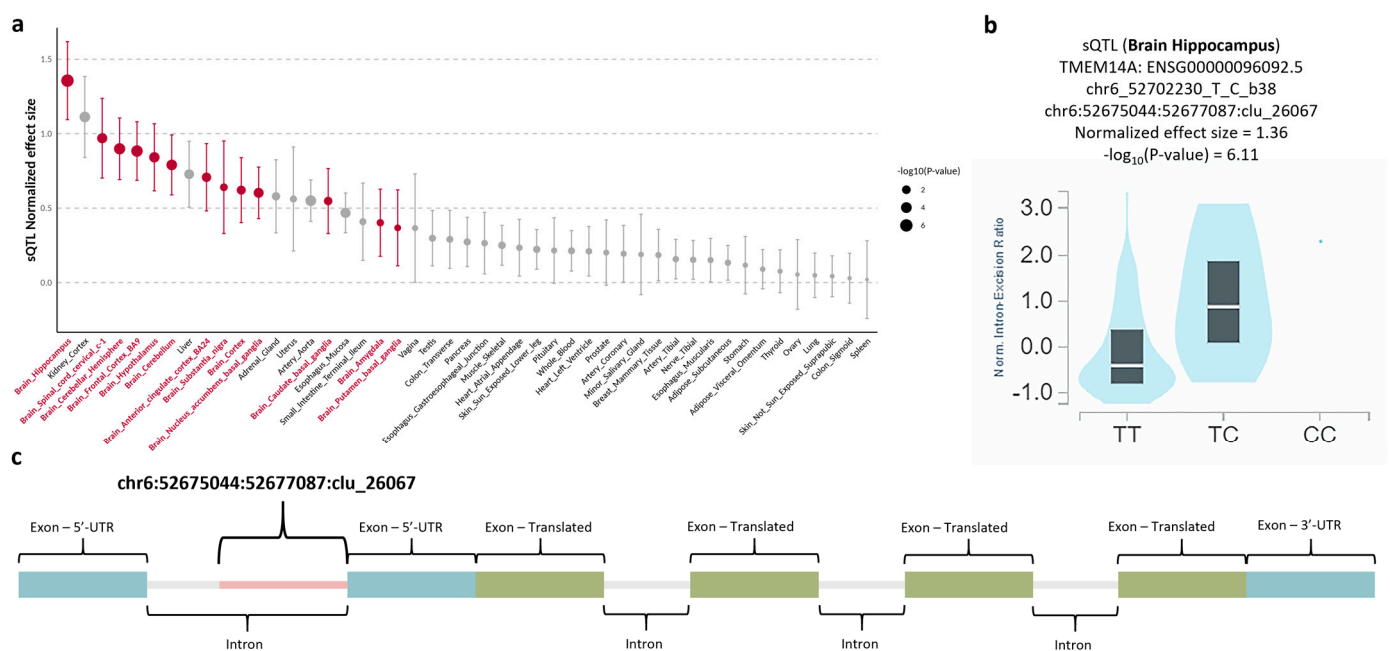 a
sQTL Normalized effect size
1.5
1.0
0.5
0.0
Brain_Hippocampus
Kidney_Cortex
Brain_Spinal_cord_cervical_c-1
Brain_Cerebellar_Hemisphere
Brain_Frontal_Cortex_BA9
Brain_Hypothalamus
Brain_Cerebellum
Liver
Brain_Anterior_cingulate_cortex_BA24
Brain_Substantia_nigra
Brain_Cortex
Brain_Nucleus_accumbens_basal_ganglia
Adrenal_Gland
Uterus
Artery_Aorta
Brain_Caudate_basal_ganglia
Esophagus_Mucosa
Small_Intestine_Terminal_Ileum
Brain_Amygdala
Brain_Putamen_basal_ganglia
Vagina
Testis
Colon_Transverse
Pancreas
Esophagus_Gastroesophageal_Junction
Muscle_Skeletal
Heart_Atrial_Appendage
Skin_Sun_Exposed_Lower_leg
Pituitary
Whole_Blood
Heart_Left_Ventricle
Prostate
Artery_Coronary
Minor_Salivary_Gland
Breast_Mammary_Tissue
Artery_Tibial
Nerve_Tibial
Esophagus_Muscularis
Adipose_Subcutaneous
Stomach
Adipose_Visceral_Omentum
Thyroid
Ovary
Lung
Skin_Not_Sun_Exposed_Suprapubic
Colon_Sigmoid
Spleen
-log10(P-value)
2
4
6
b
sQTL (Brain Hippocampus)
TMEM14A: ENSG00000096092.5
chr6_52702230_T_C_b38
chr6:52675044:52677087:clu_26067
Normalized effect size = 1.36
-log10(P-value) = 6.11
Norm. Intron-Excision Ratio
3.0
2.0
1.0
0.0
-1.0
TT TC CC
c
chr6:52675044:52677087:clu_26067
Exon – 5’-UTR Exon – 5’-UTR Exon – Translated Exon – Translated Exon – Translated Exon – Translated Exon – 3’-UTR
Intron Intron Intron Intron